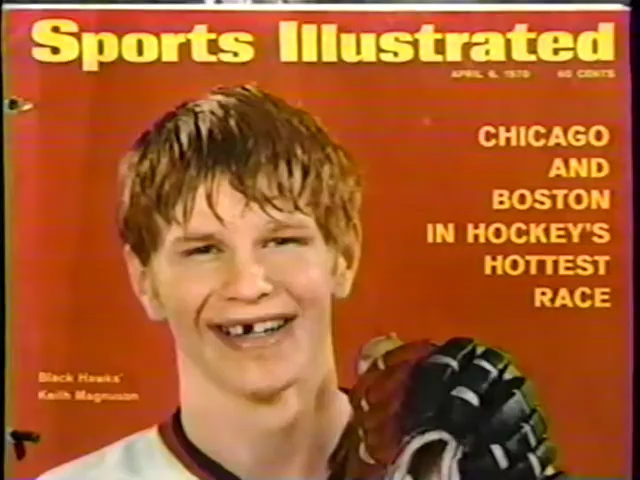 Sports Illustrated
APRIL 6, 1970 60 CENTS
CHICAGO
AND
BOSTON
IN HOCKEY'S
HOTTEST
RACE
Black Hawks'
Keith Magnuson